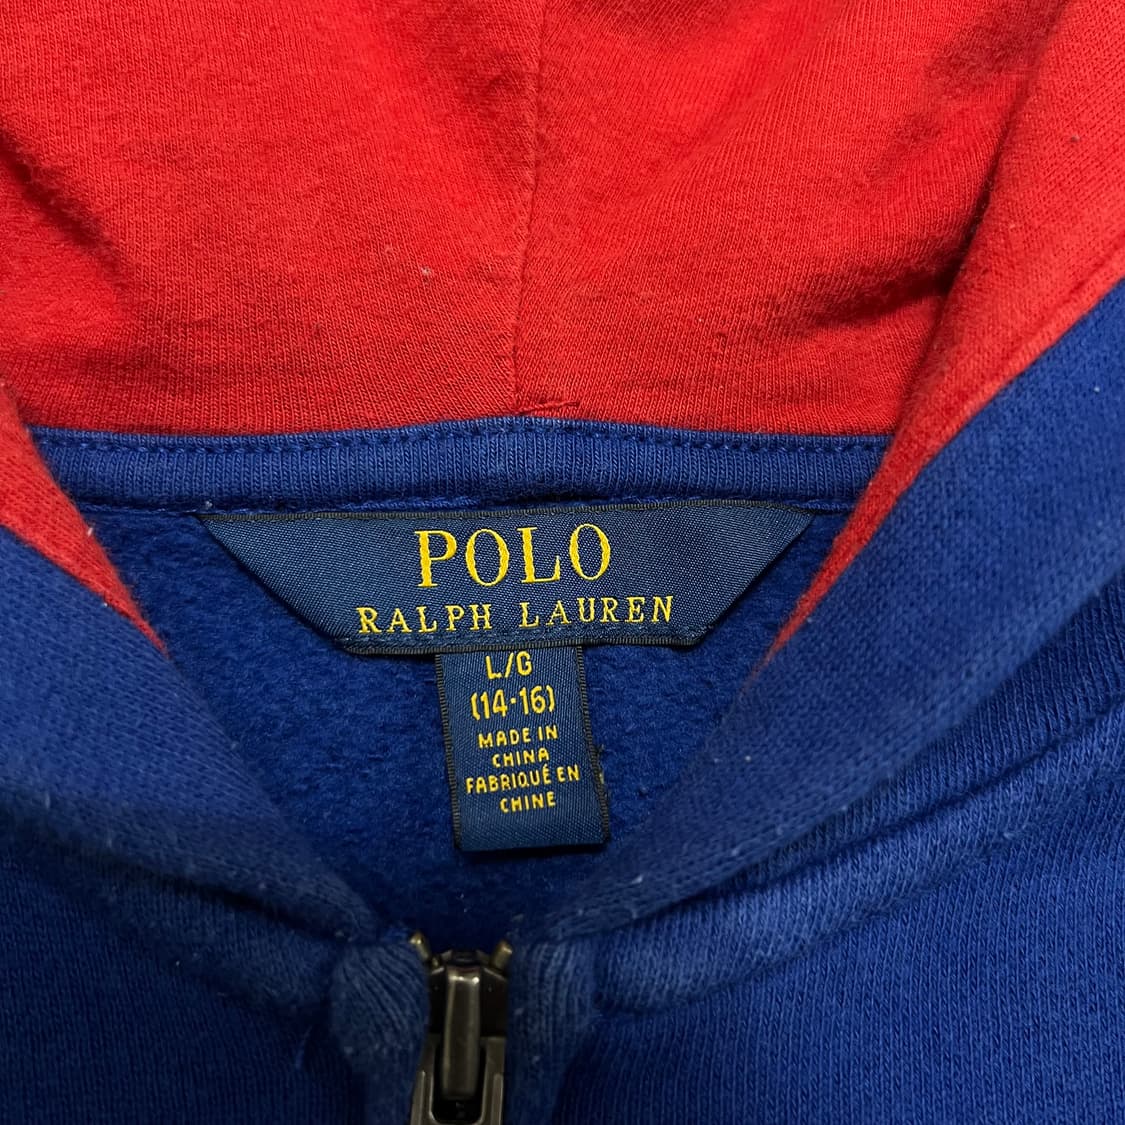 POLO
RALPH LAUREN
L/G
(14·16)
MADE IN
CHINA
FABRIQUÉ EN
CHINE